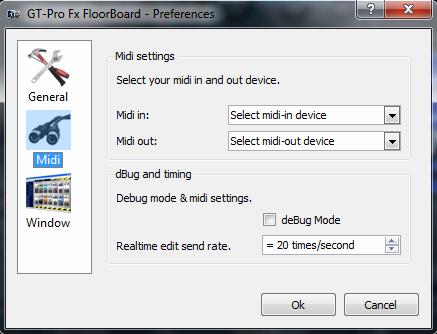 GT-Pro Fx FloorBoard - Preferences
General
Midi
Window
Midi settings
Select your midi in and out device.
Midi in: Select midi-in device
Midi out: Select midi-out device
dBug and timing
Debug mode & midi settings.
deBug Mode
Realtime edit send rate. = 20 times/second
Ok Cancel